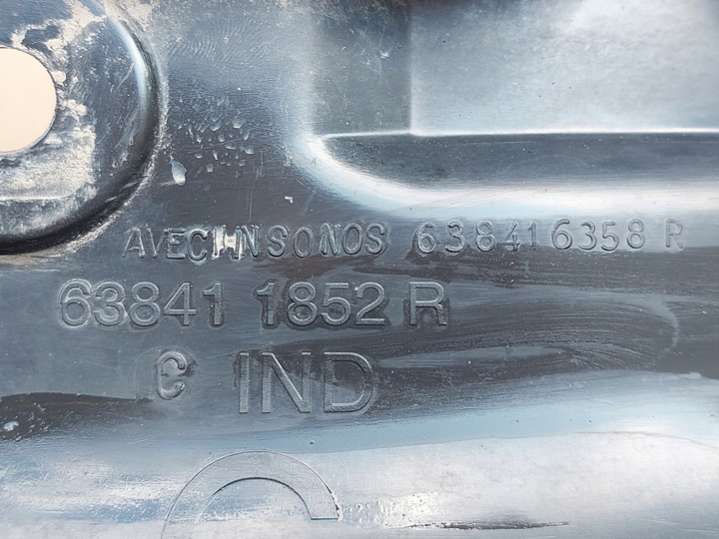 AVEC INSONOS 638416358 R
63841 1852 R
C IND